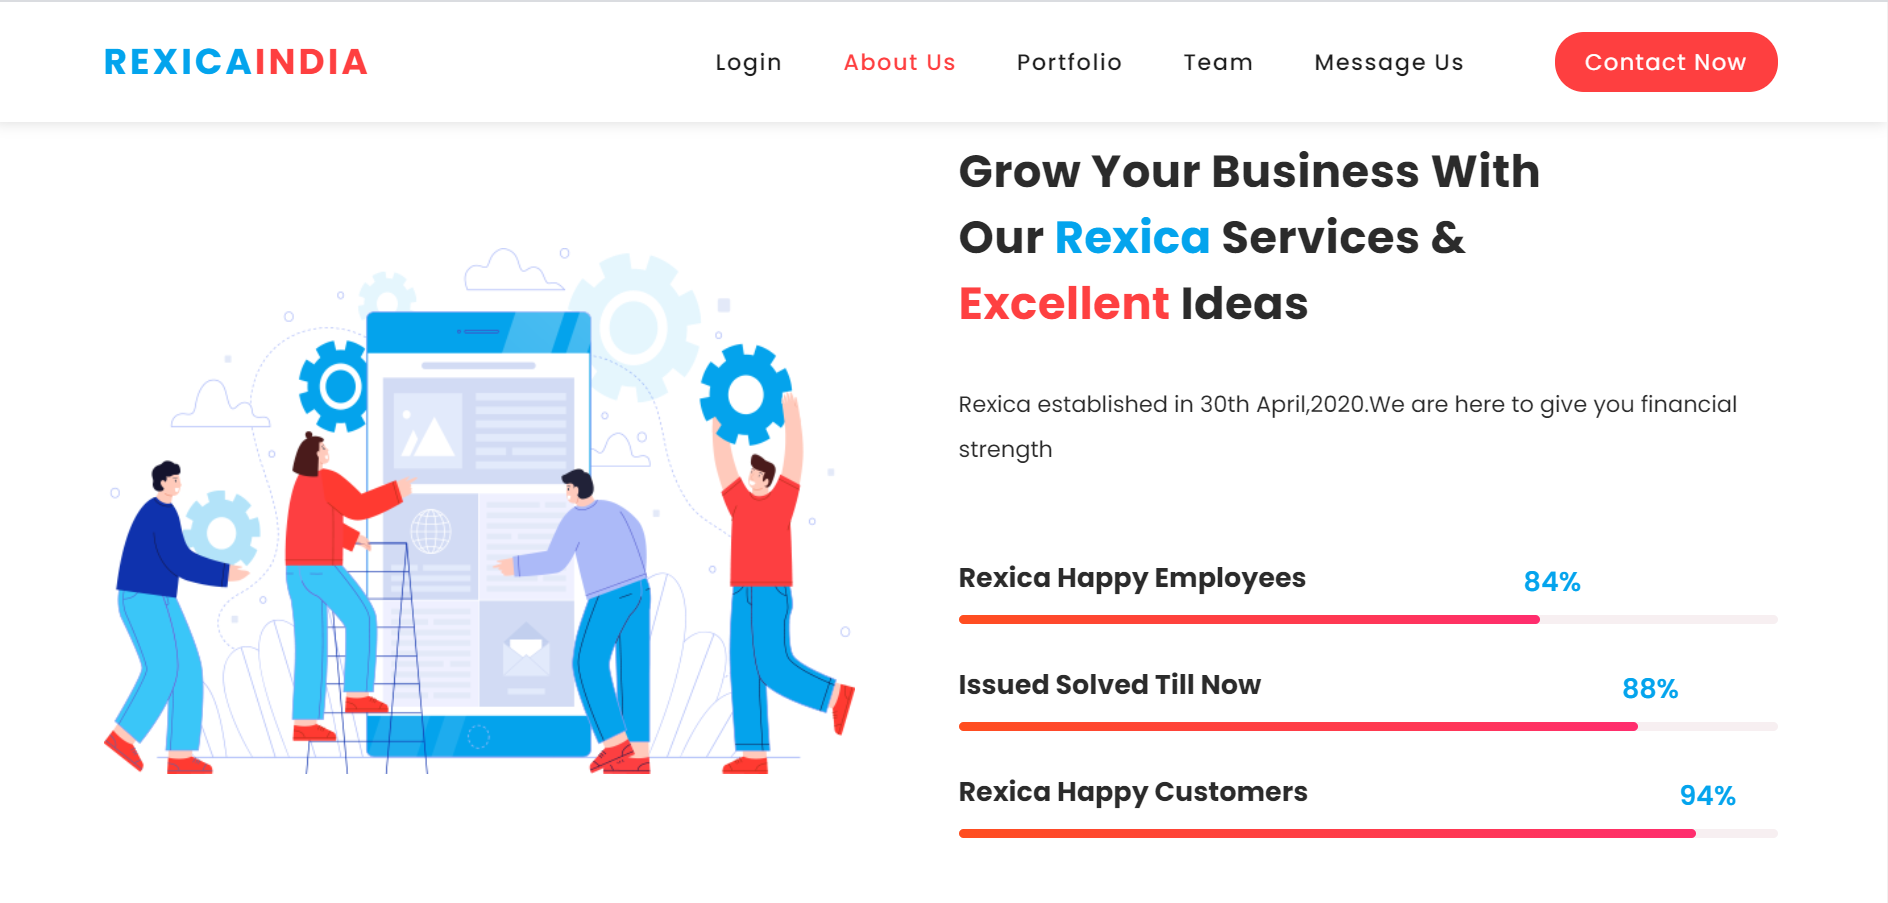 REXICAINDIA
Login
About Us
Portfolio
Team
Message Us
Contact Now
Grow Your Business With
Our Rexica Services &
Excellent Ideas
Rexica established in 30th April,2020.We are here to give you financial
strength
Rexica Happy Employees
84%
Issued Solved Till Now
88%
Rexica Happy Customers
94%